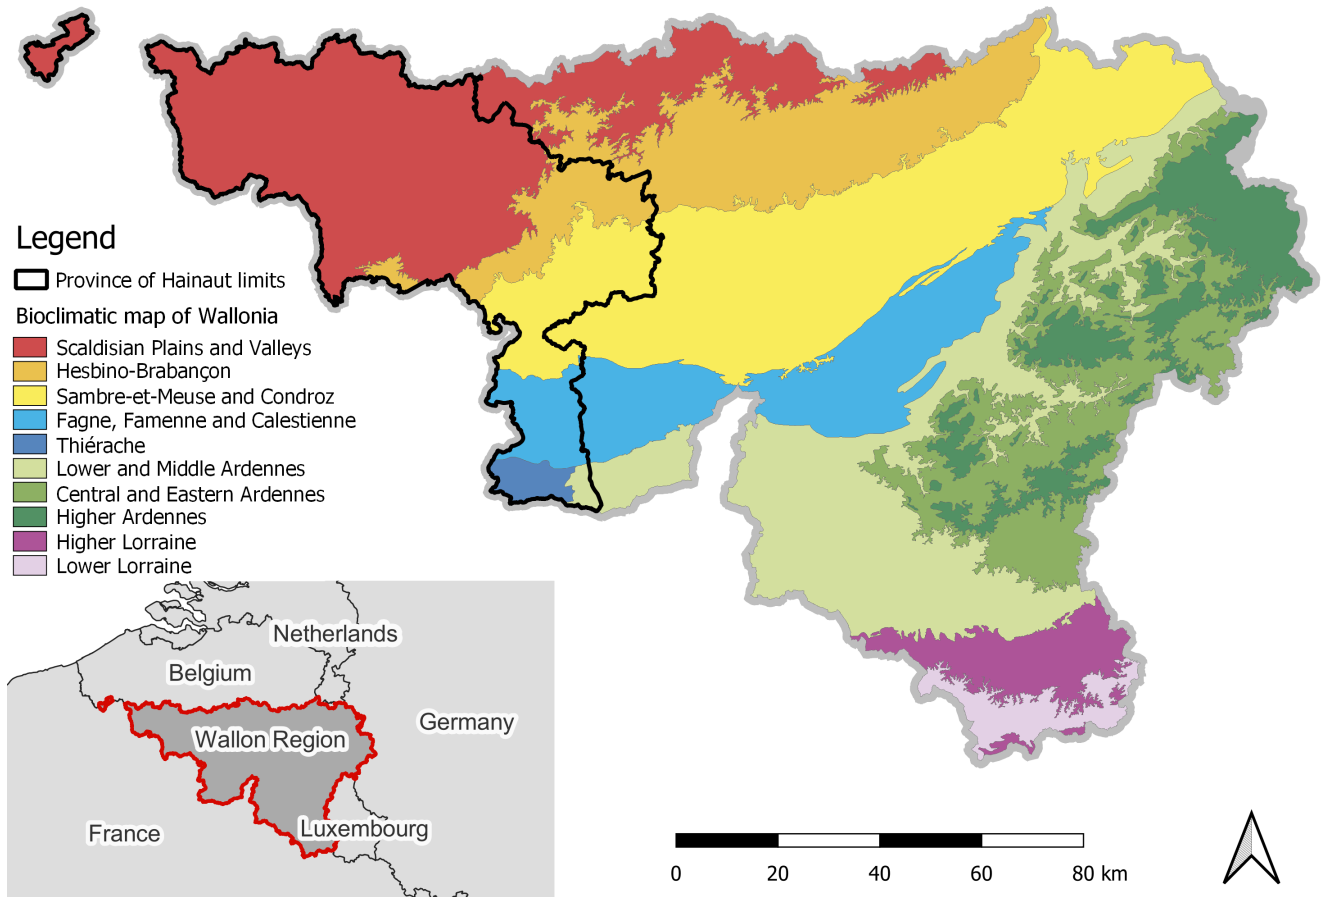 Legend
Province of Hainaut limits
Bioclimatic map of Wallonia
Scaldisian Plains and Valleys
Hesbino-Brabançon
Sambre-et-Meuse and Condroz
Fagne, Famenne and Calestienne
Thiérache
Lower and Middle Ardennes
Central and Eastern Ardennes
Higher Ardennes
Higher Lorraine
Lower Lorraine
Netherlands
Belgium
Germany
Wallon Region
France
Luxembourg
0 20 40 60 80 km